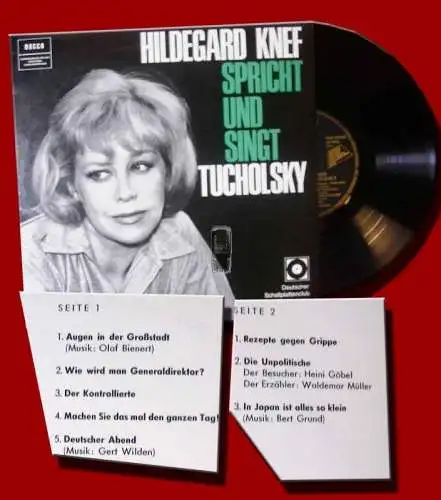 DECCA
HILDEGARD KNEF
SPRICHT
UND
SINGT
TUCHOLSKY
Deutscher
Schallplattenclub
SEITE 1
1. Augen in der Großstadt
(Musik: Olaf Bienert)
2. Wie wird man Generaldirektor?
3. Der Kontrollierte
4. Machen Sie das mal den ganzen Tag!
5. Deutscher Abend
(Musik: Gert Wilden)
SEITE 2
1. Rezepte gegen Grippe
2. Die Unpolitische
Der Besucher: Heini Göbel
Der Erzähler: Waldemar Müller
3. In Japan ist alles so klein
(Musik: Bert Grund)